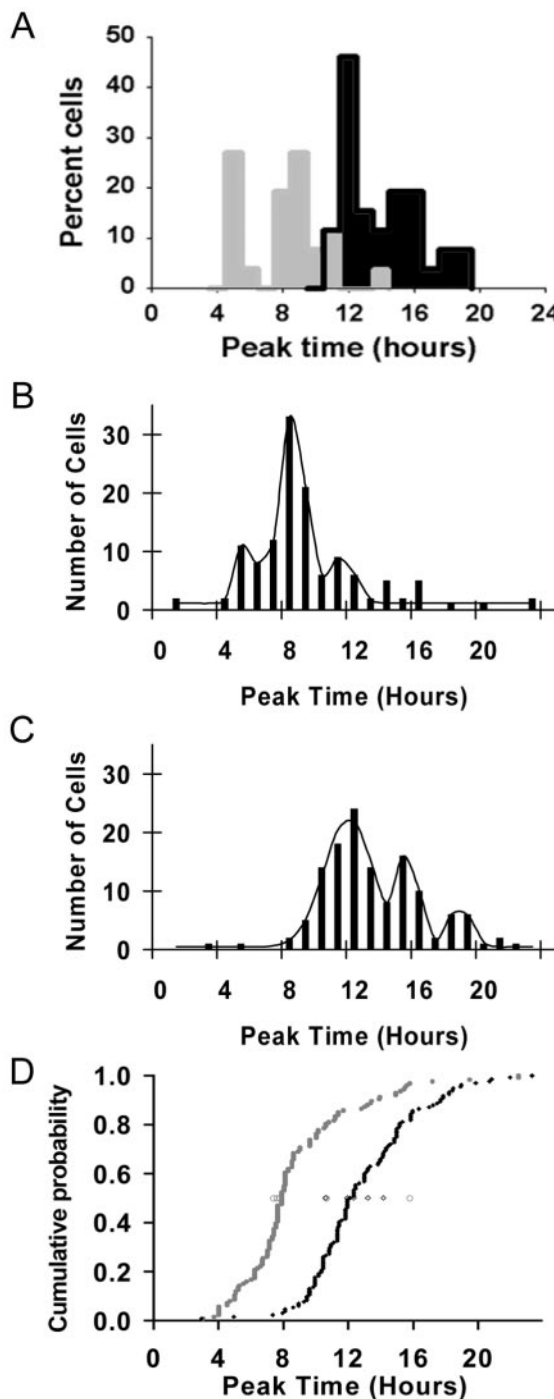 A
Percent cells
50
40
30
20
10
0
0 4 8 12 16 20 24
Peak time (hours)
B
Number of Cells
30
20
10
0
0 4 8 12 16 20
Peak Time (Hours)
C
Number of Cells
30
20
10
0
0 4 8 12 16 20
Peak Time (Hours)
D
Cumulative probability
1.0
0.8
0.6
0.4
0.2
0.0
0 4 8 12 16 20
Peak Time (Hours)